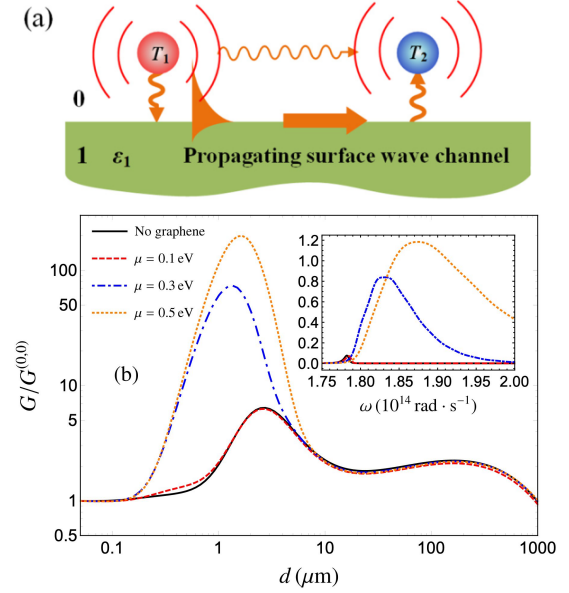 (a)
T₁
T₂
0
1 ε₁ Propagating surface wave channel
No graphene
μ = 0.1 eV
μ = 0.3 eV
μ = 0.5 eV
(b)
G/G⁽⁰,⁰⁾
100
50
10
5
1
0.5
0.1 1 10 100 1000
d (μm)
1.2
1.0
0.8
0.6
0.4
0.2
0.0
1.75 1.80 1.85 1.90 1.95 2.00
ω (10¹⁴ rad · s⁻¹)